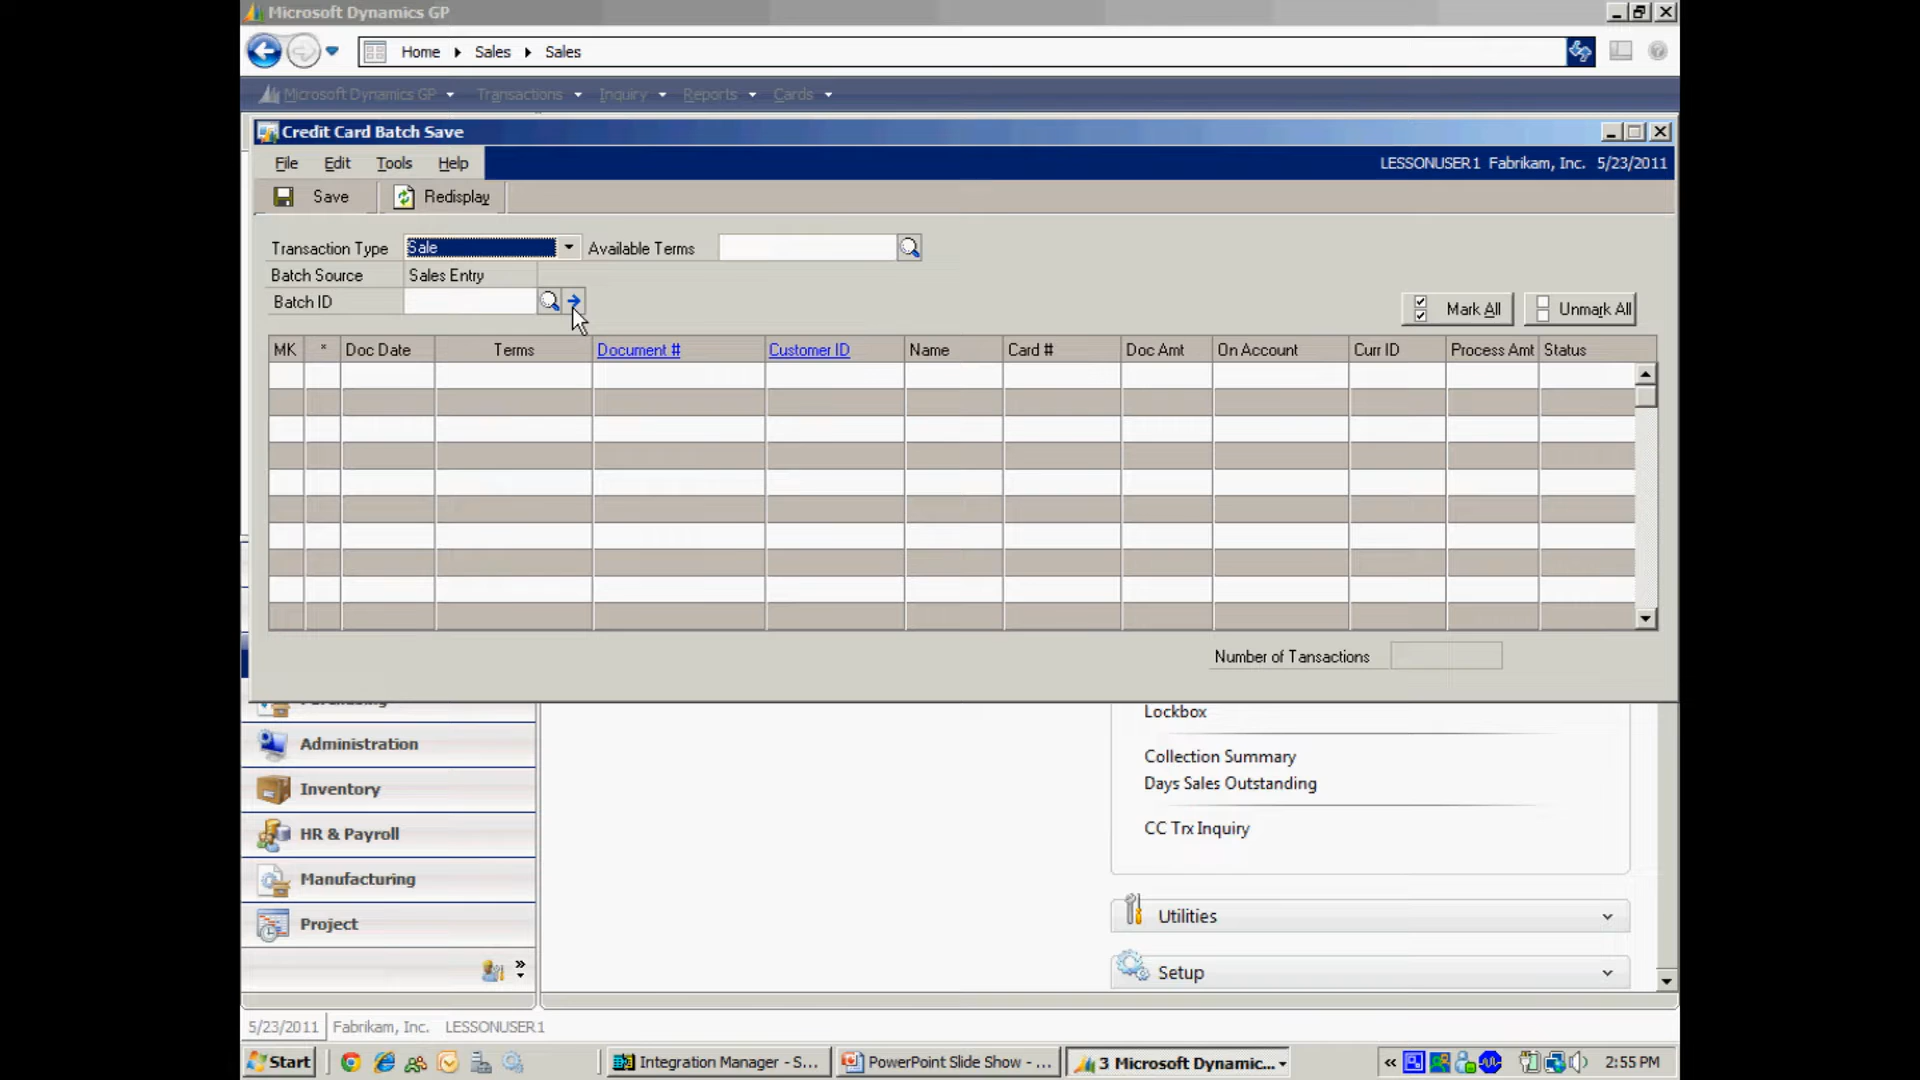 Microsoft Dynamics GP
Home Sales Sales
Microsoft Dynamics GP Transactions Inquiry Reports Cards
Credit Card Batch Save
File Edit Tools Help LESSONUSER1 Fabrikam, Inc. 5/23/2011
Save Redisplay
Transaction Type Sale Available Terms
Batch Source Sales Entry
Batch ID Mark All Unmark All
MK * Doc Date Terms Document # Customer ID Name Card # Doc Amt On Account Curr ID Process Amt Status
Number of Tansactions
Purchasing
Administration
Inventory
HR & Payroll
Manufacturing
Project
Lockbox
Collection Summary
Days Sales Outstanding
CC Trx Inquiry
Utilities
Setup
5/23/2011 Fabrikam, Inc. LESSONUSER1
Start Integration Manager - S... PowerPoint Slide Show - ... 3 Microsoft Dynamic... 2:55 PM